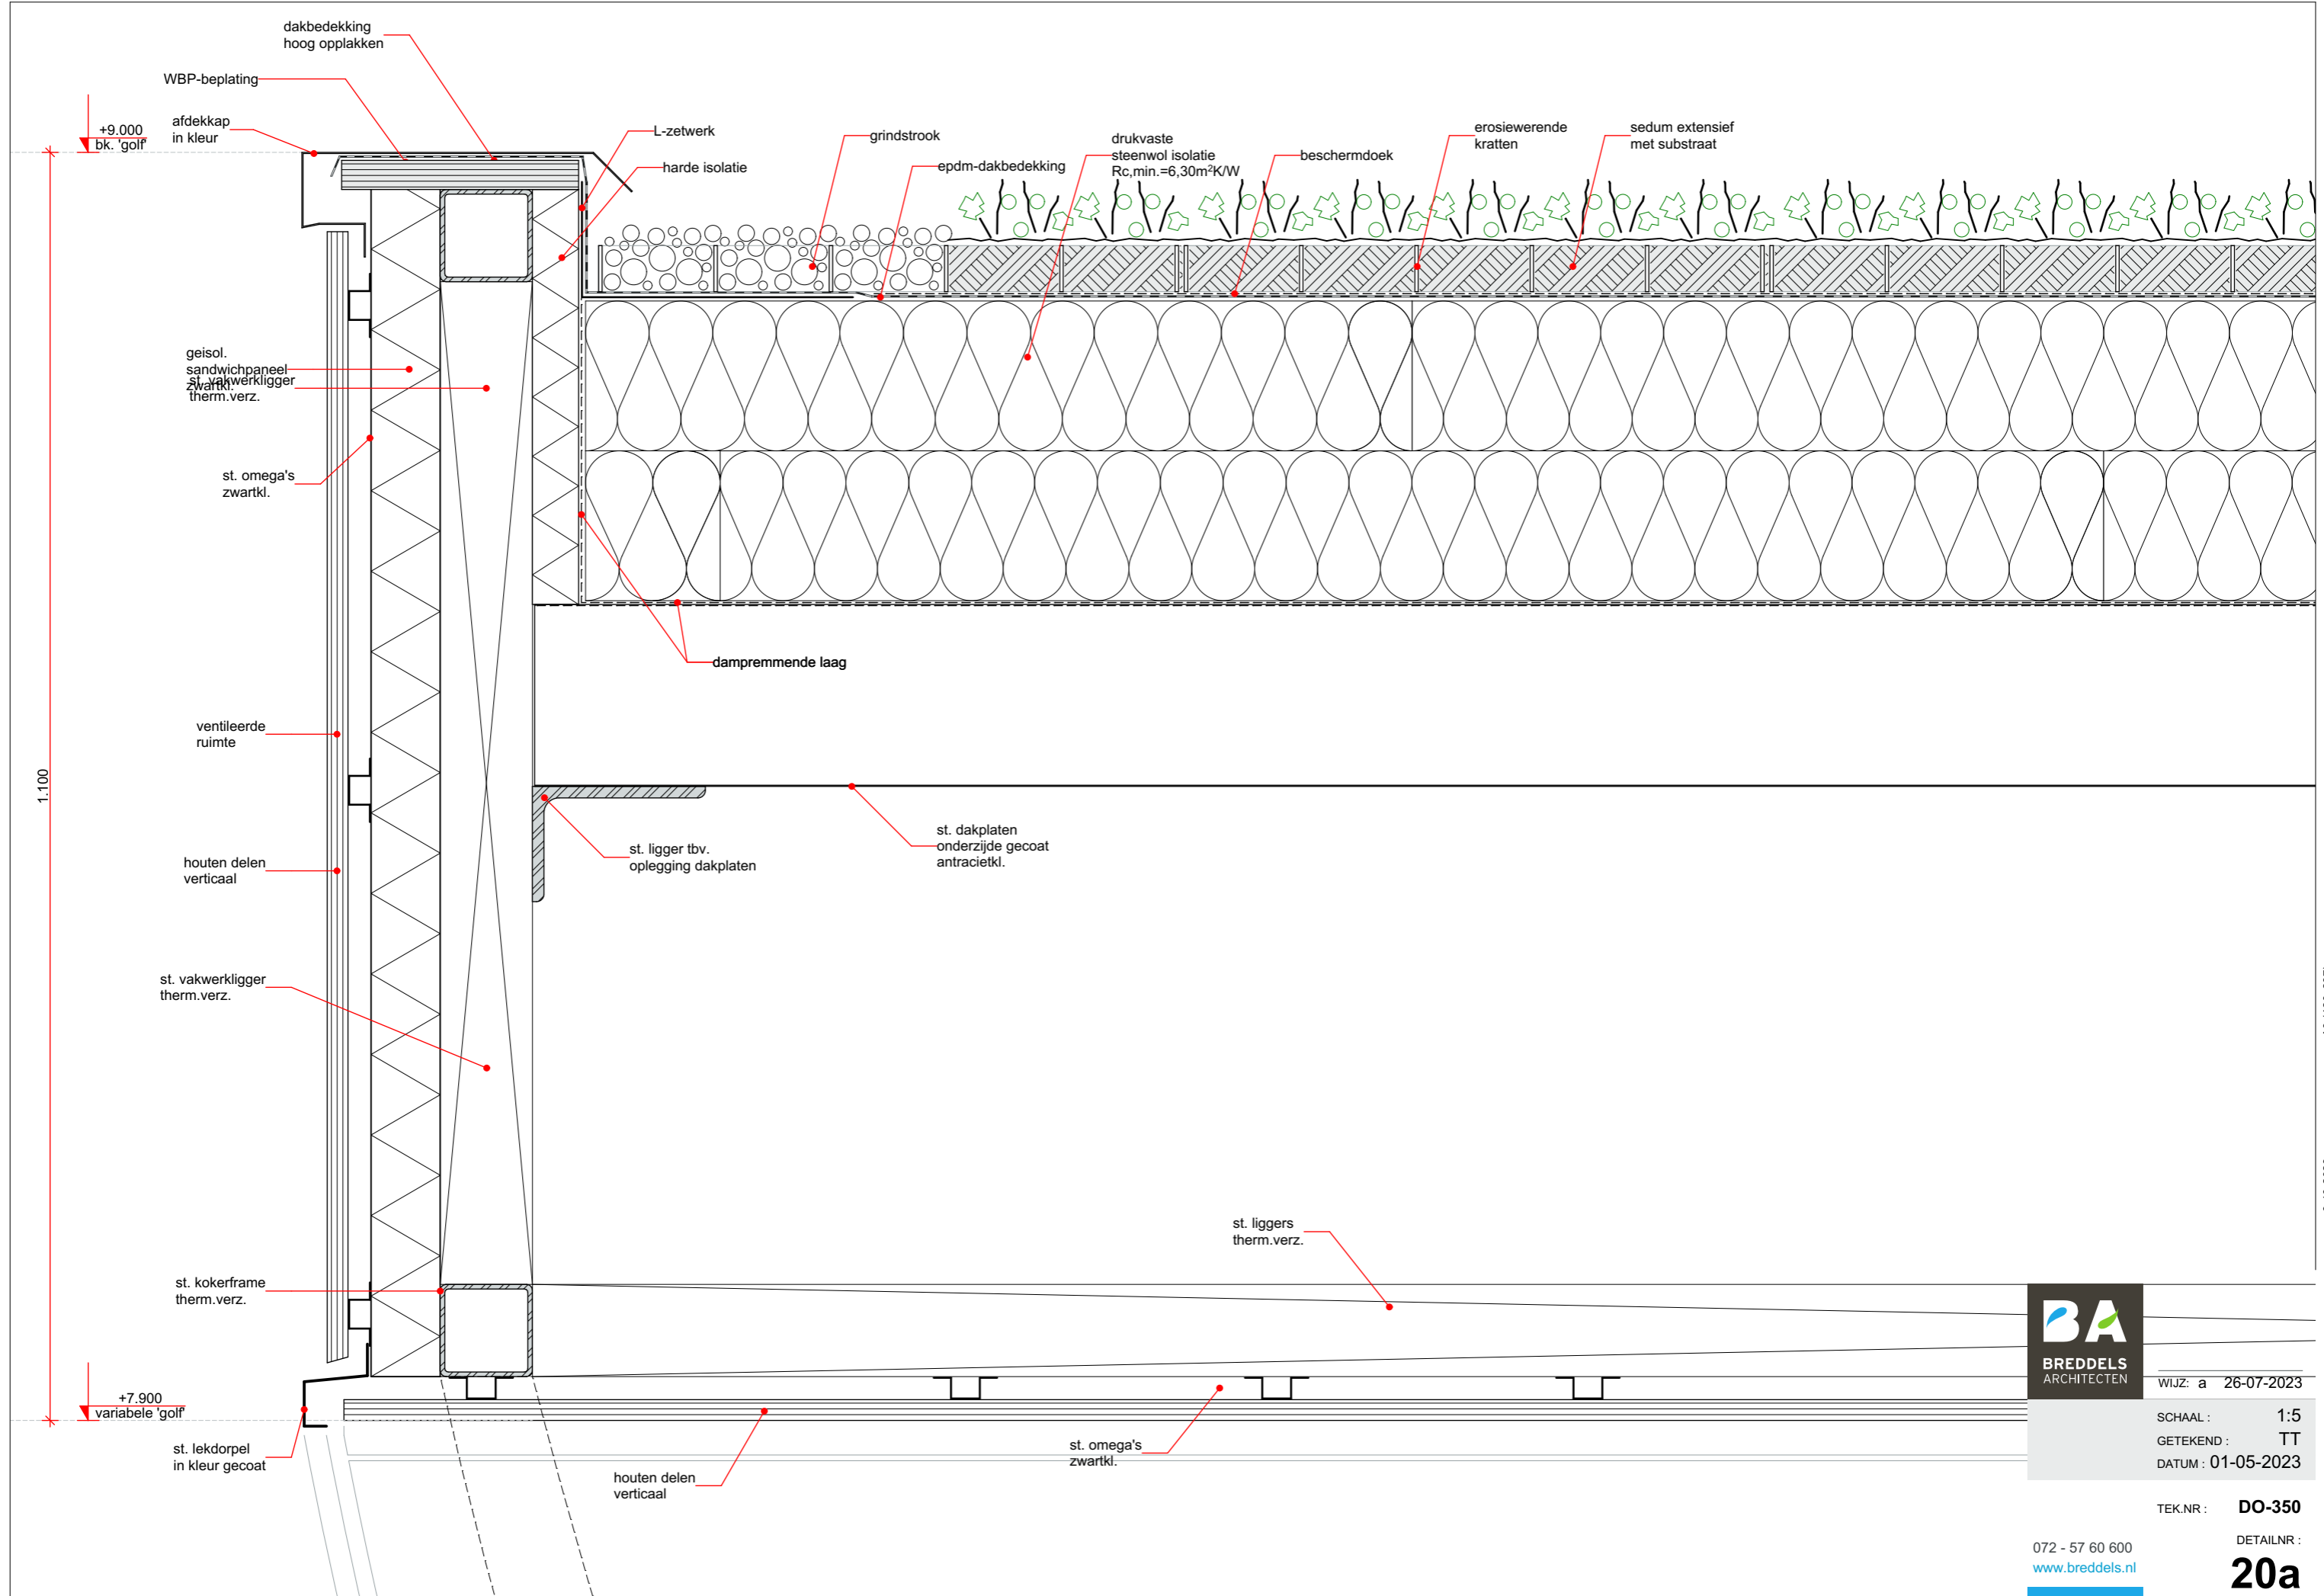 dakbedekking
hoog opplakken
WBP-beplating
afdekkap
in kleur
+9.000
bk. 'golf'
L-zetwerk
harde isolatie
grindstrook
epdm-dakbedekking
drukvaste
steenwol isolatie
Rc,min.=6,30m²K/W
beschermdoek
erosiewerende
kratten
sedum extensief
met substraat
geisol.
sandwichpaneel
zwartkl.
st. vakwerkligger
therm.verz.
st. omega's
zwartkl.
dampremmende laag
ventileerde
ruimte
1.100
houten delen
verticaal
st. ligger tbv.
oplegging dakplaten
st. dakplaten
onderzijde gecoat
antracietkl.
st. vakwerkligger
therm.verz.
st. liggers
therm.verz.
st. kokerframe
therm.verz.
+7.900
variabele 'golf'
st. lekdorpel
in kleur gecoat
houten delen
verticaal
st. omega's
zwartkl.
BA
BREDDELS
ARCHITECTEN
WIJZ: a 26-07-2023
SCHAAL : 1:5
GETEKEND : TT
DATUM : 01-05-2023
TEK.NR : DO-350
DETAILNR :
20a
072 - 57 60 600
www.breddels.nl